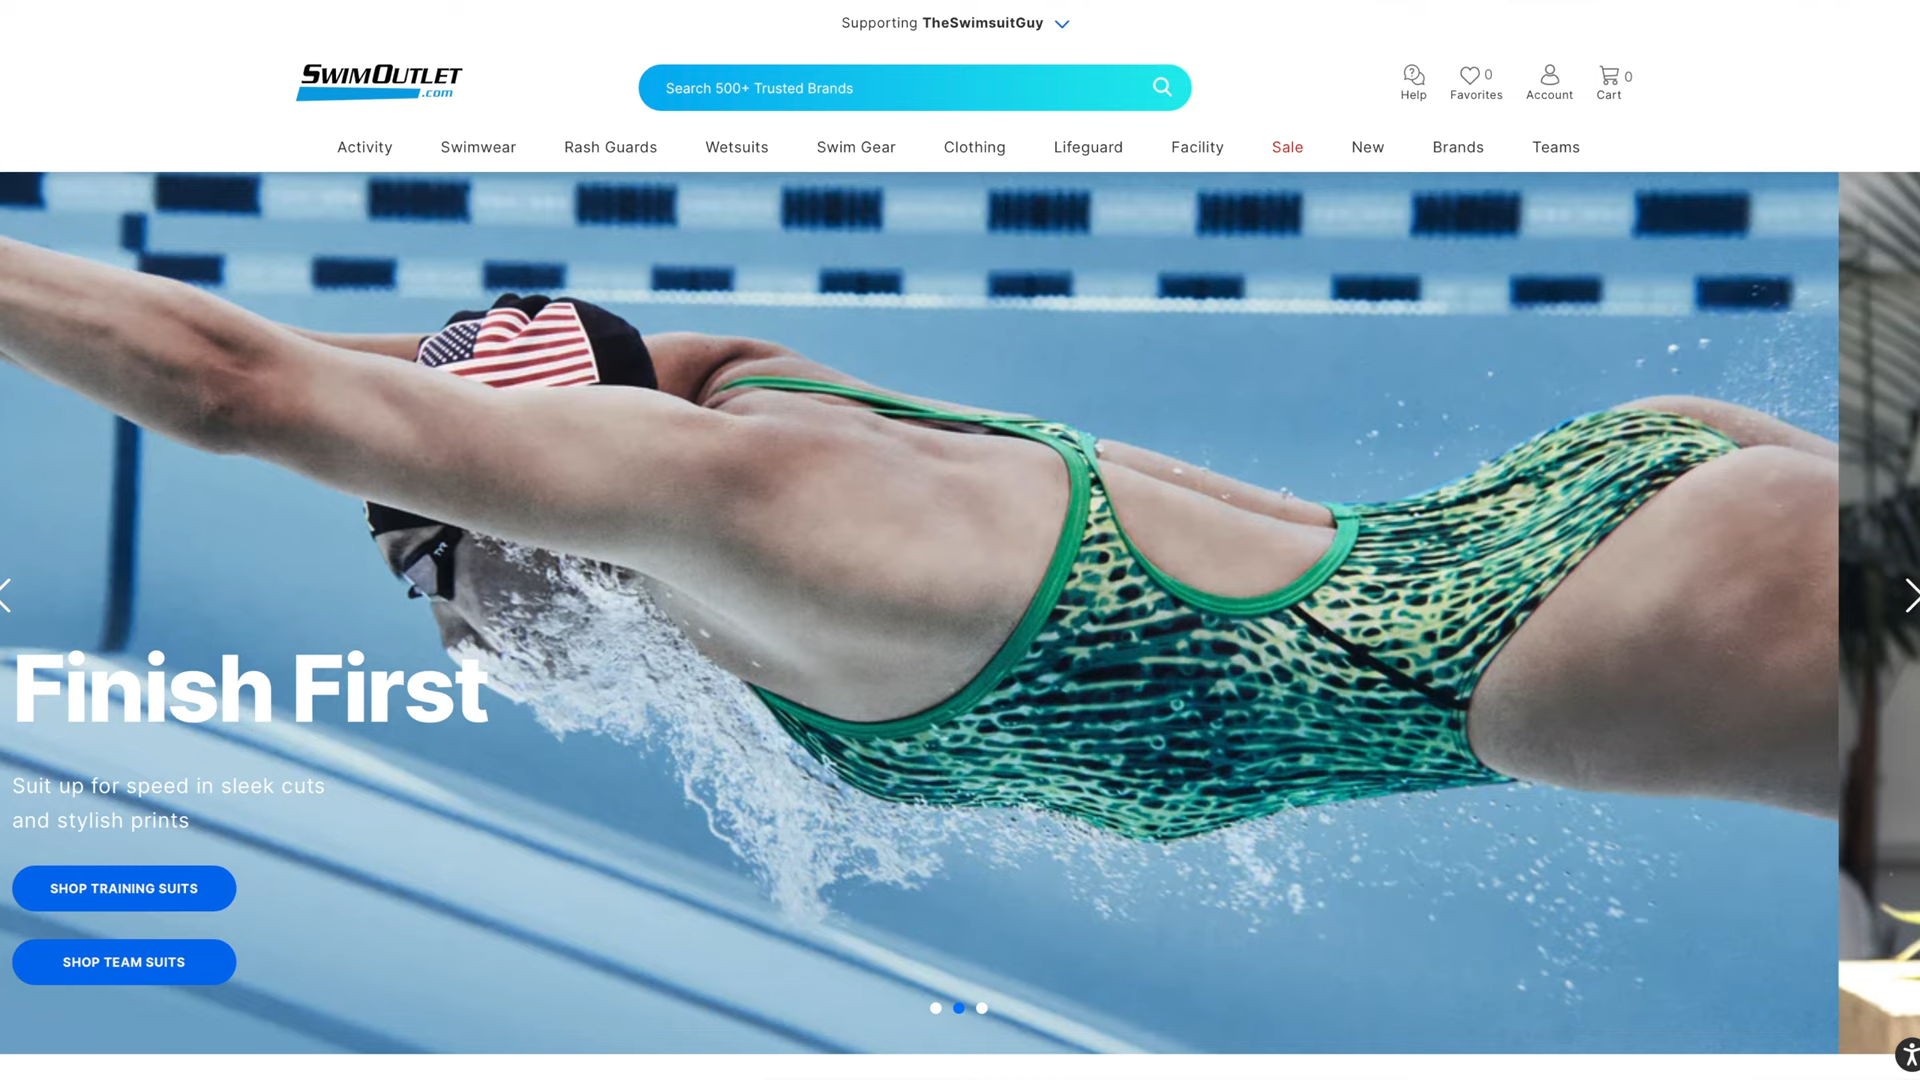 Supporting TheSwimsuitGuy
SWIMOUTLET
.com
Search 500+ Trusted Brands
Help
0
Favorites
Account
0
Cart
Activity Swimwear Rash Guards Wetsuits Swim Gear Clothing Lifeguard Facility Sale New Brands Teams
TYR
Finish First
Suit up for speed in sleek cuts
and stylish prints
SHOP TRAINING SUITS
SHOP TEAM SUITS